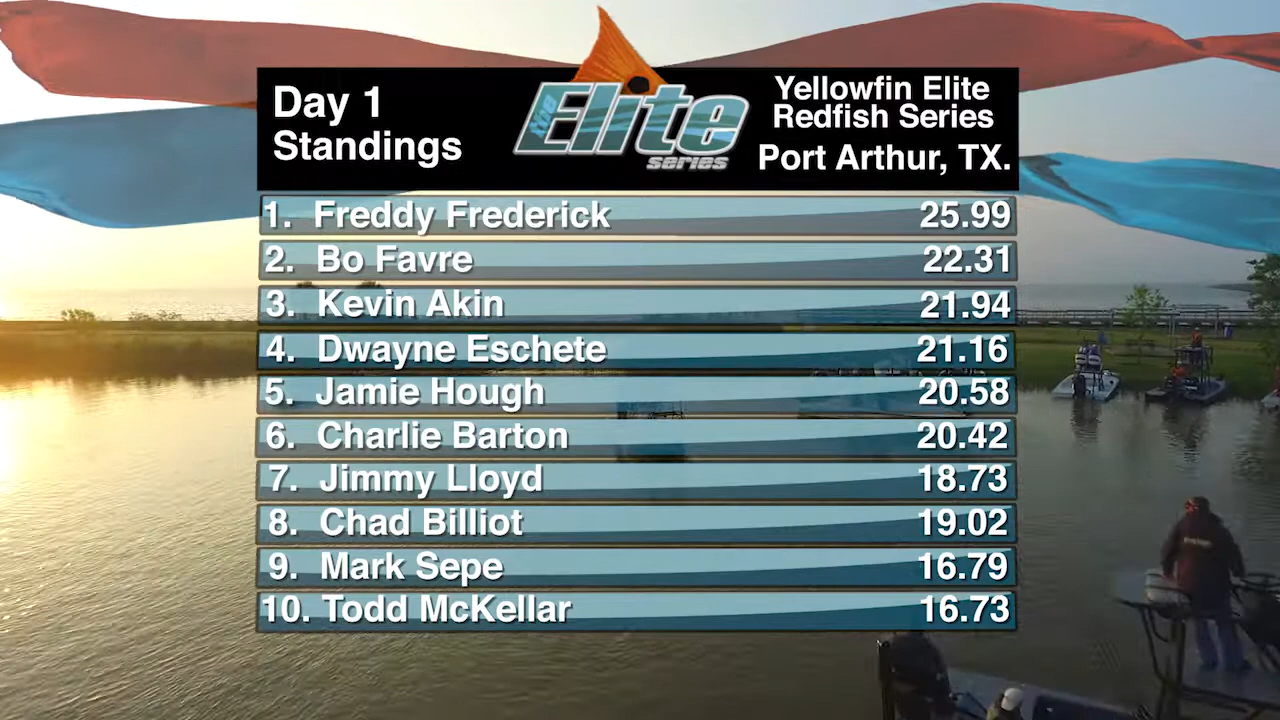 Day 1
Standings
the Elite
series
Yellowfin Elite
Redfish Series
Port Arthur, TX.
1. Freddy Frederick 25.99
2. Bo Favre 22.31
3. Kevin Akin 21.94
4. Dwayne Eschete 21.16
5. Jamie Hough 20.58
6. Charlie Barton 20.42
7. Jimmy Lloyd 18.73
8. Chad Billiot 19.02
9. Mark Sepe 16.79
10. Todd McKellar 16.73